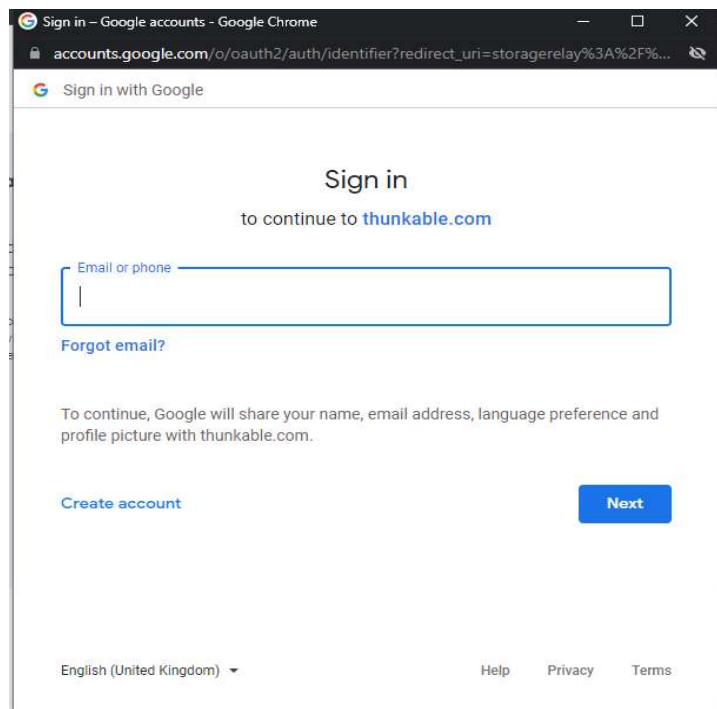 Sign in – Google accounts - Google Chrome
accounts.google.com/o/oauth2/auth/identifier?redirect_uri=storagerelay%3A%2F%...
Sign in with Google
Sign in
to continue to thunkable.com
Email or phone
Forgot email?
To continue, Google will share your name, email address, language preference and
profile picture with thunkable.com.
Create account
Next
English (United Kingdom)
Help Privacy Terms